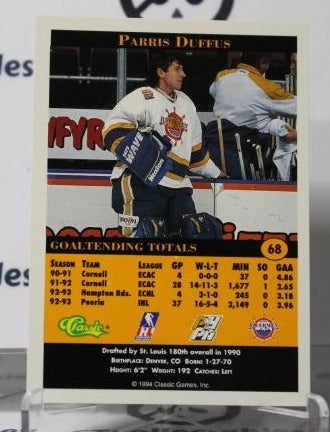 PARRIS DUFFUS
WAVE
GOALTENDING TOTALS 68
SEASON TEAM LEAGUE GP W-L-T MIN SO GAA
90-91 Cornell ECAC 4 0-0-0 37 0 4.86
91-92 Cornell ECAC 28 14-11-3 1,677 1 2.65
92-93 Hampton Rds. ECHL 4 3-1-0 245 0 3.18
92-93 Peoria IHL 37 16-5-4 2,149 0 3.96
Classic
Drafted by St. Louis 180th overall in 1990
BIRTHPLACE: DENVER, CO BORN: 1-27-70
HEIGHT: 6'2" WEIGHT: 192 CATCHES: LEFT
© 1994 Classic Games, Inc.